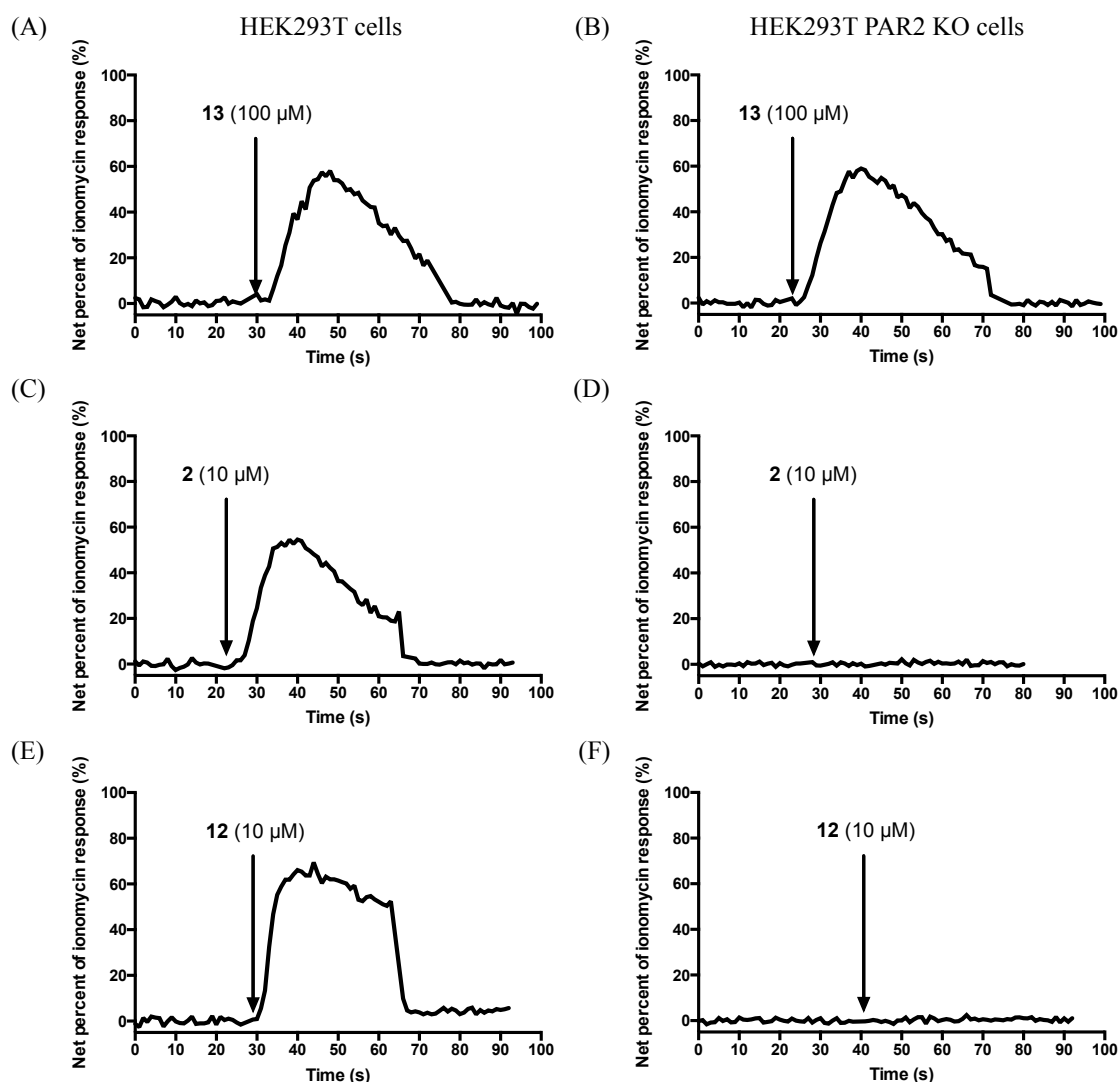 (A) HEK293T cells (B) HEK293T PAR2 KO cells
Net percent of ionomycin response (%)
100
80
60
40
20
0
13 (100 µM)
0 10 20 30 40 50 60 70 80 90 100
Time (s)
Net percent of ionomycin response (%)
100
80
60
40
20
0
13 (100 µM)
0 10 20 30 40 50 60 70 80 90 100
Time (s)
(C)
Net percent of ionomycin response (%)
100
80
60
40
20
0
2 (10 µM)
0 10 20 30 40 50 60 70 80 90 100
Time (s)
(D)
Net percent of ionomycin response (%)
100
80
60
40
20
0
2 (10 µM)
0 10 20 30 40 50 60 70 80 90 100
Time (s)
(E)
Net percent of ionomycin response (%)
100
80
60
40
20
0
12 (10 µM)
0 10 20 30 40 50 60 70 80 90 100
Time (s)
(F)
Net percent of ionomycin response (%)
100
80
60
40
20
0
12 (10 µM)
0 10 20 30 40 50 60 70 80 90 100
Time (s)